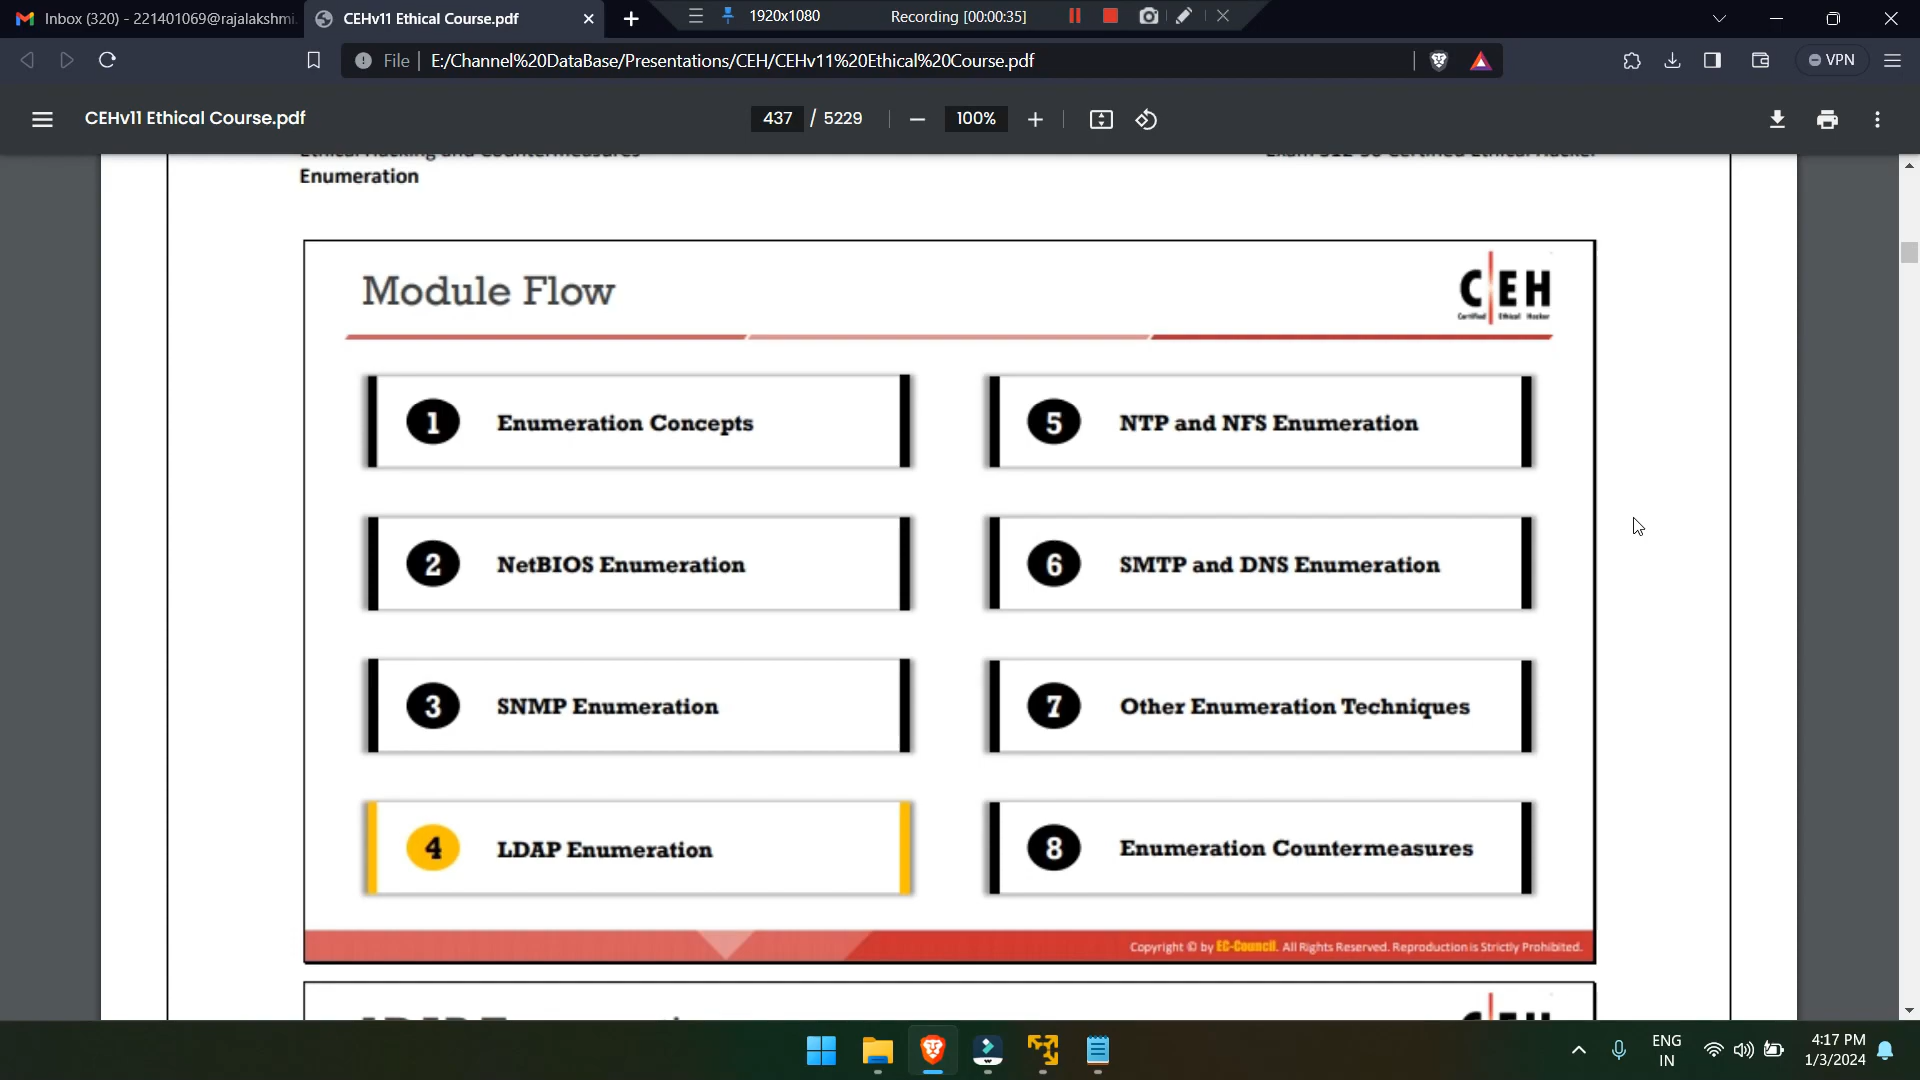 Inbox (320) - 221401069@rajalakshmi.
CEHv11 Ethical Course.pdf
1920x1080
Recording [00:00:35]
File
E:/Channel%20DataBase/Presentations/CEH/CEHv11%20Ethical%20Course.pdf
VPN
CEHv11 Ethical Course.pdf
437 / 5229
100%
Enumeration
Module Flow
C|EH
Certified Ethical Hacker
1 Enumeration Concepts
2 NetBIOS Enumeration
3 SNMP Enumeration
4 LDAP Enumeration
5 NTP and NFS Enumeration
6 SMTP and DNS Enumeration
7 Other Enumeration Techniques
8 Enumeration Countermeasures
Copyright © by EC-Council. All Rights Reserved. Reproduction is Strictly Prohibited.
ENG
IN
4:17 PM
1/3/2024